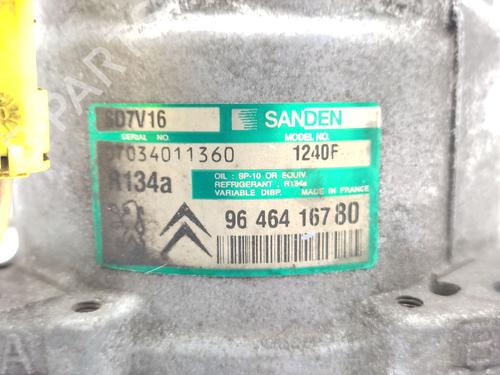 SD7V16
SANDEN
SERIAL NO.
MODEL NO.
07034011360
1240F
R134a
OIL : SP-10 OR EQUIV.
REFRIGERANT : R134a
VARIABLE DISP. MADE IN FRANCE
96 464 167 80
A